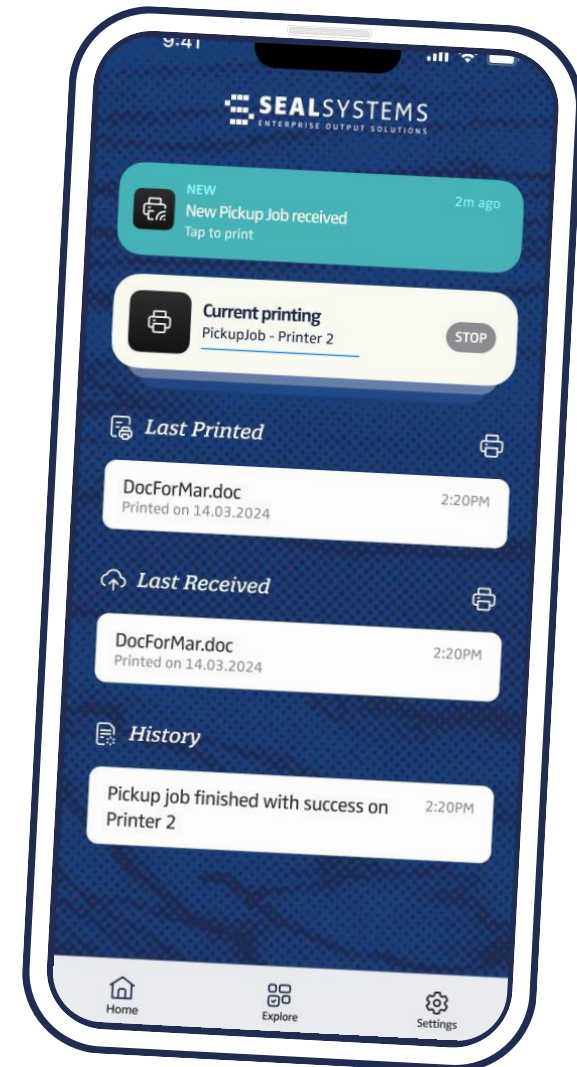 9:41
SEALSYSTEMS
ENTERPRISE OUTPUT SOLUTIONS
NEW
2m ago
New Pickup Job received
Tap to print
Current printing
PickupJob - Printer 2
STOP
Last Printed
DocForMar.doc
2:20PM
Printed on 14.03.2024
Last Received
DocForMar.doc
2:20PM
Printed on 14.03.2024
History
Pickup job finished with success on
2:20PM
Printer 2
Home
Explore
Settings